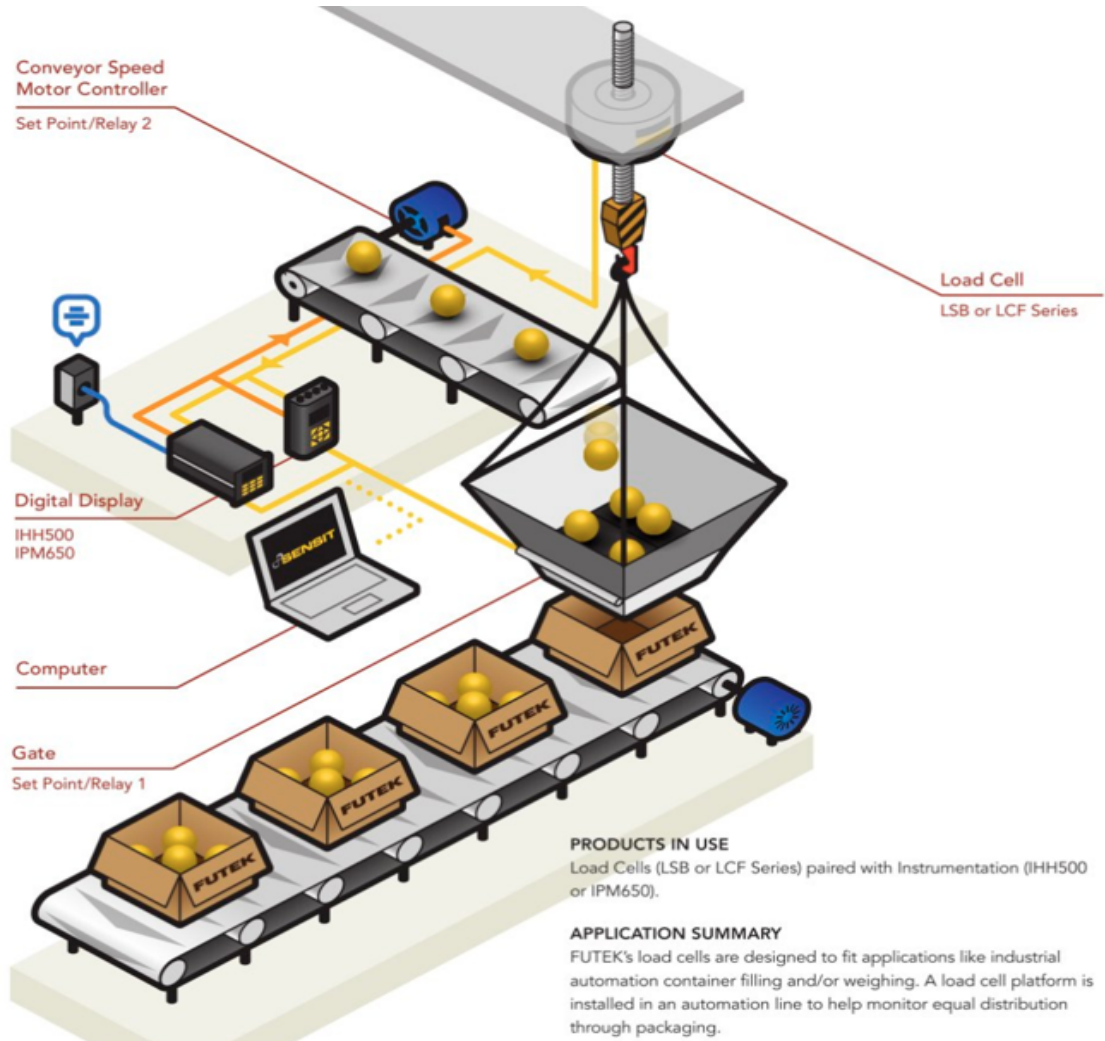 Conveyor Speed
Motor Controller
Set Point/Relay 2
Load Cell
LSB or LCF Series
Digital Display
IHH500
IPM650
SENSIT
Computer
FUTEK
FUTEK
FUTEK
FUTEK
Gate
Set Point/Relay 1
PRODUCTS IN USE
Load Cells (LSB or LCF Series) paired with Instrumentation (IHH500
or IPM650).
APPLICATION SUMMARY
FUTEK's load cells are designed to fit applications like industrial
automation container filling and/or weighing. A load cell platform is
installed in an automation line to help monitor equal distribution
through packaging.